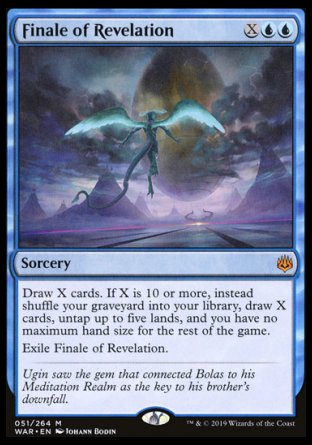 Finale of Revelation X
Sorcery
Draw X cards. If X is 10 or more, instead
shuffle your graveyard into your library, draw X
cards, untap up to five lands, and you have no
maximum hand size for the rest of the game.
Exile Finale of Revelation.
Ugin saw the gem that connected Bolas to his
Meditation Realm as the key to his brother's
downfall.
051/264 M
WAR • EN Johann Bodin
™ & © 2019 Wizards of the Coast